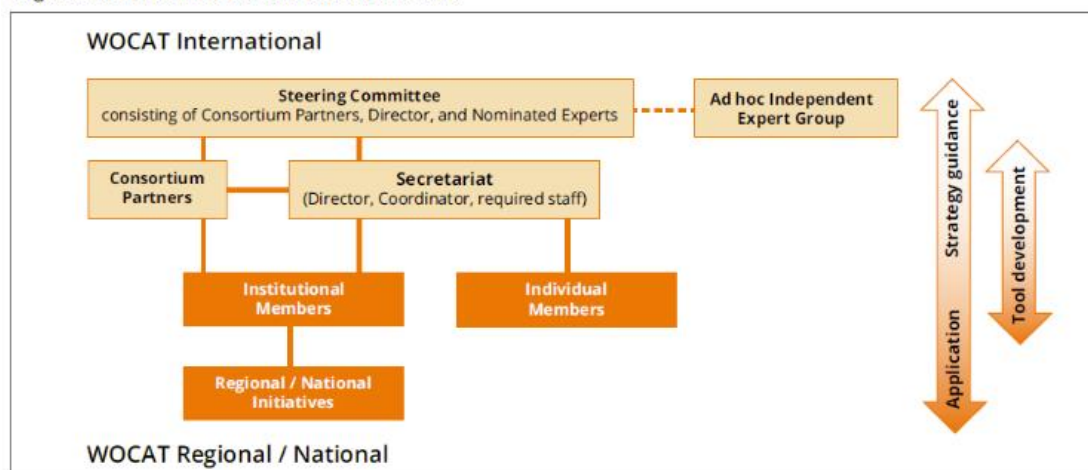 WOCAT International
Steering Committee
consisting of Consortium Partners, Director, and Nominated Experts
Ad hoc Independent
Expert Group
Consortium
Partners
Secretariat
(Director, Coordinator, required staff)
Institutional
Members
Individual
Members
Regional / National
Initiatives
WOCAT Regional / National
Strategy guidance
Application
Tool development